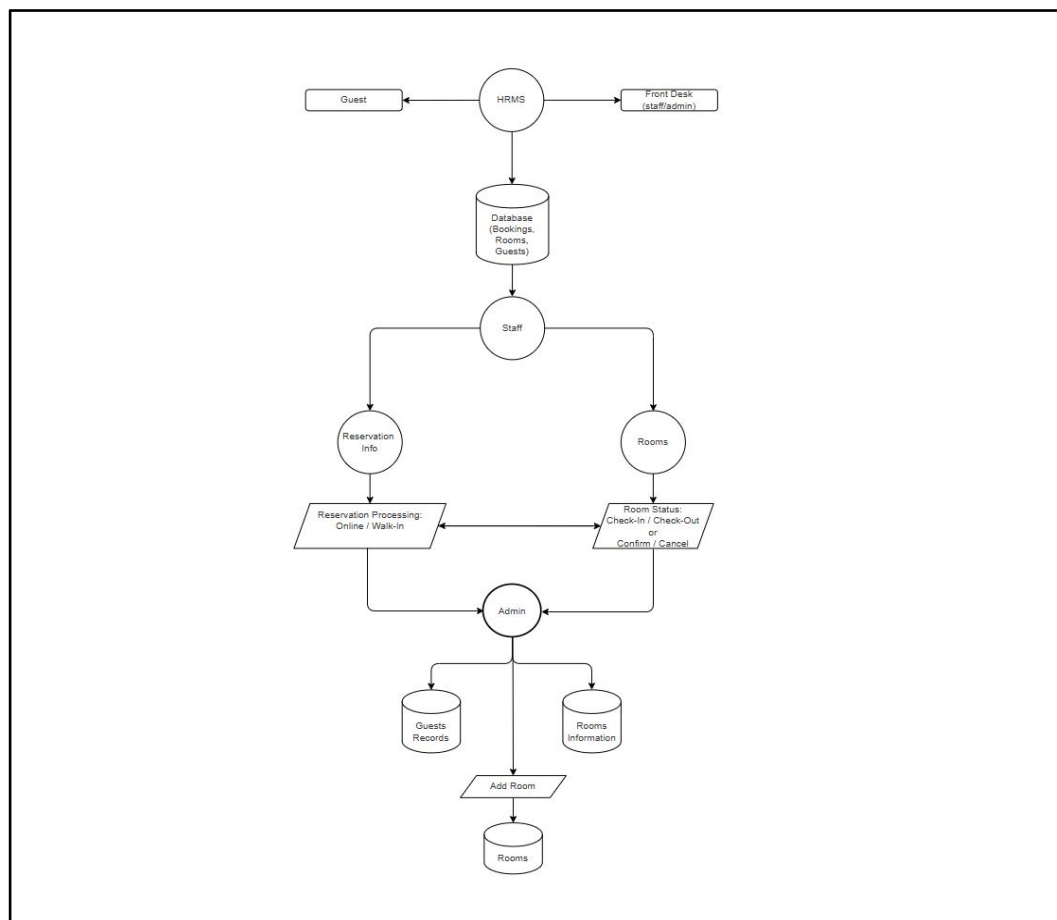 Guest
HRMS
Front Desk
(staff/admin)
Database
(Bookings,
Rooms,
Guests)
Staff
Reservation
Info
Rooms
Reservation Processing:
Online / Walk-In
Room Status:
Check-In / Check-Out
or
Confirm / Cancel
Admin
Guests
Records
Rooms
Information
Add Room
Rooms